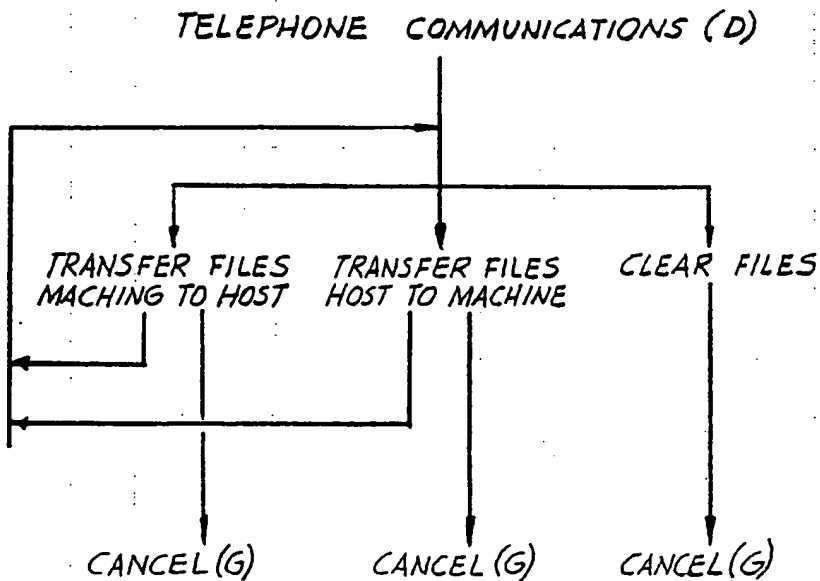 TELEPHONE COMMUNICATIONS (D)
TRANSFER FILES
MACHING TO HOST
TRANSFER FILES
HOST TO MACHINE
CLEAR FILES
CANCEL (G)
CANCEL (G)
CANCEL (G)